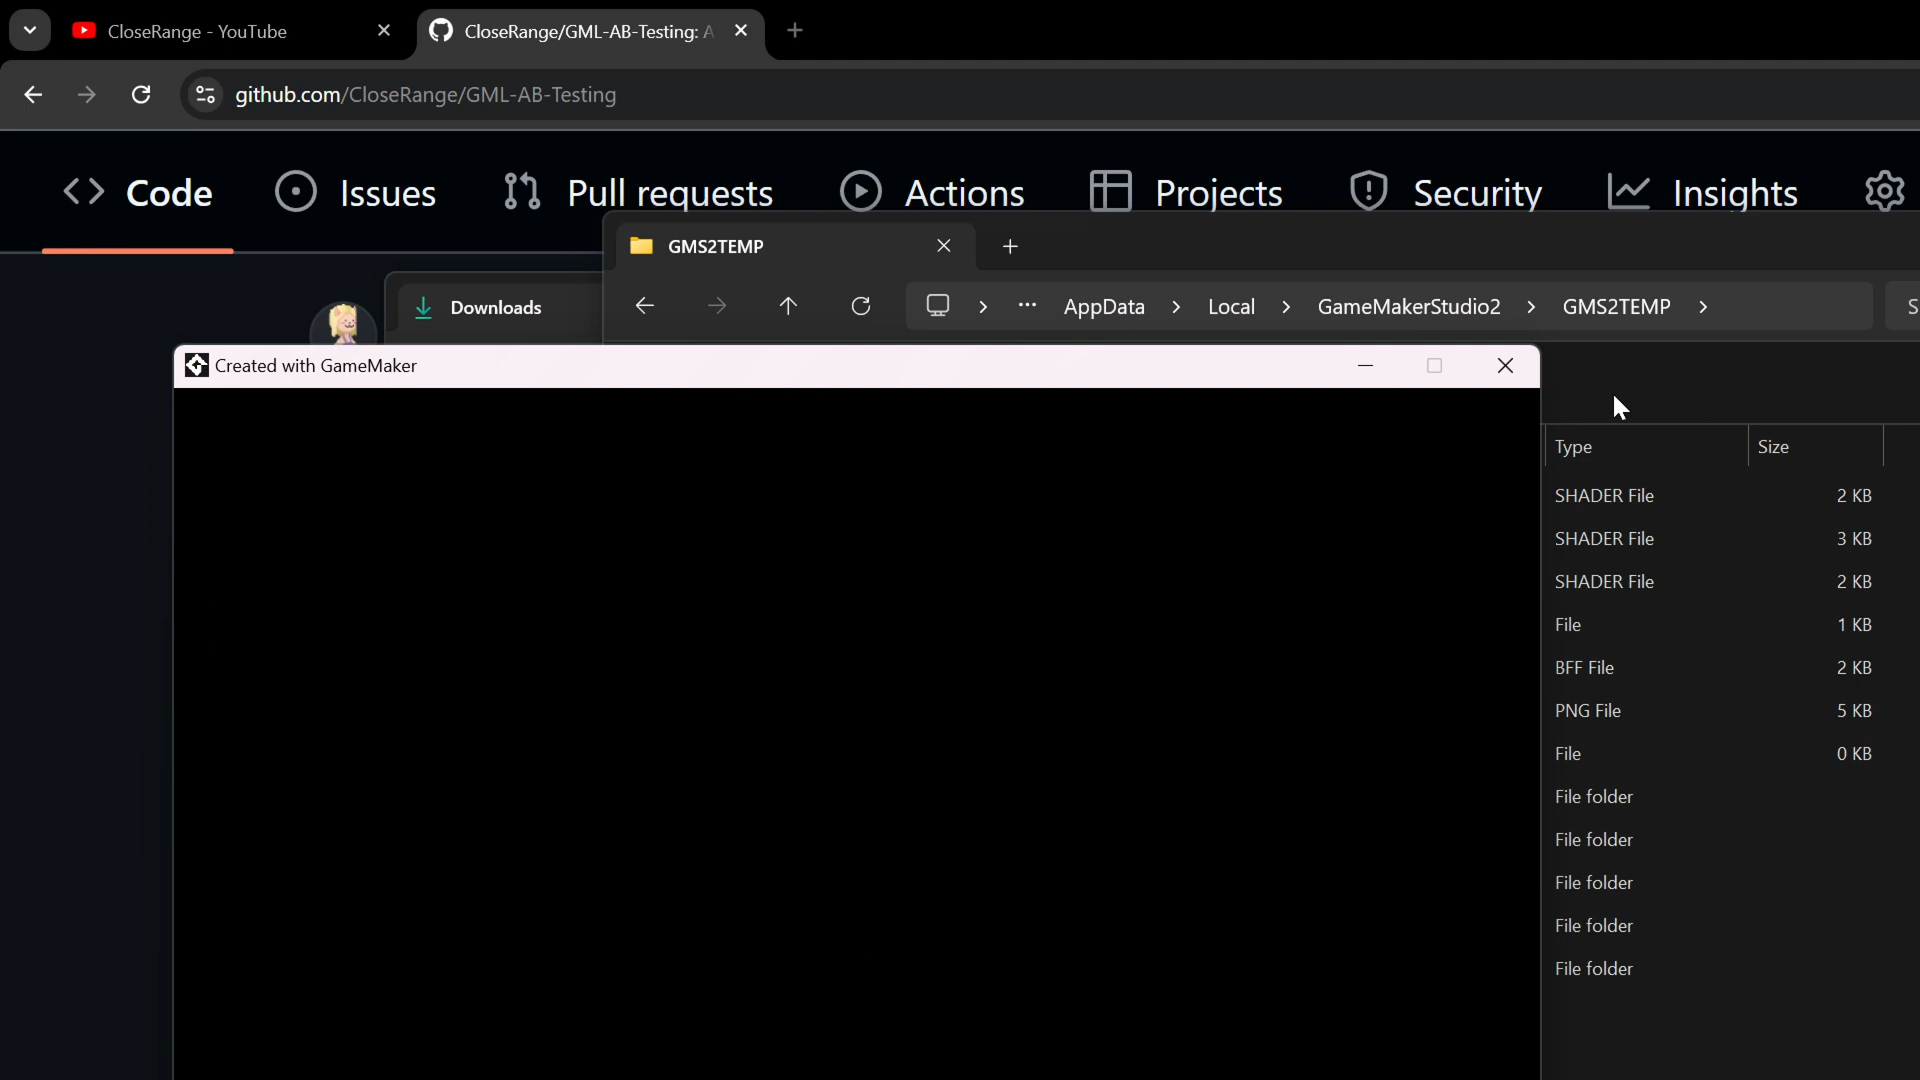 CloseRange - YouTube
CloseRange/GML-AB-Testing: A
github.com/CloseRange/GML-AB-Testing
Code
Issues
Pull requests
Actions
Projects
Security
Insights
GMS2TEMP
Downloads
AppData
Local
GameMakerStudio2
GMS2TEMP
S
Created with GameMaker
Type Size
SHADER File 2 KB
SHADER File 3 KB
SHADER File 2 KB
File 1 KB
BFF File 2 KB
PNG File 5 KB
File 0 KB
File folder
File folder
File folder
File folder
File folder